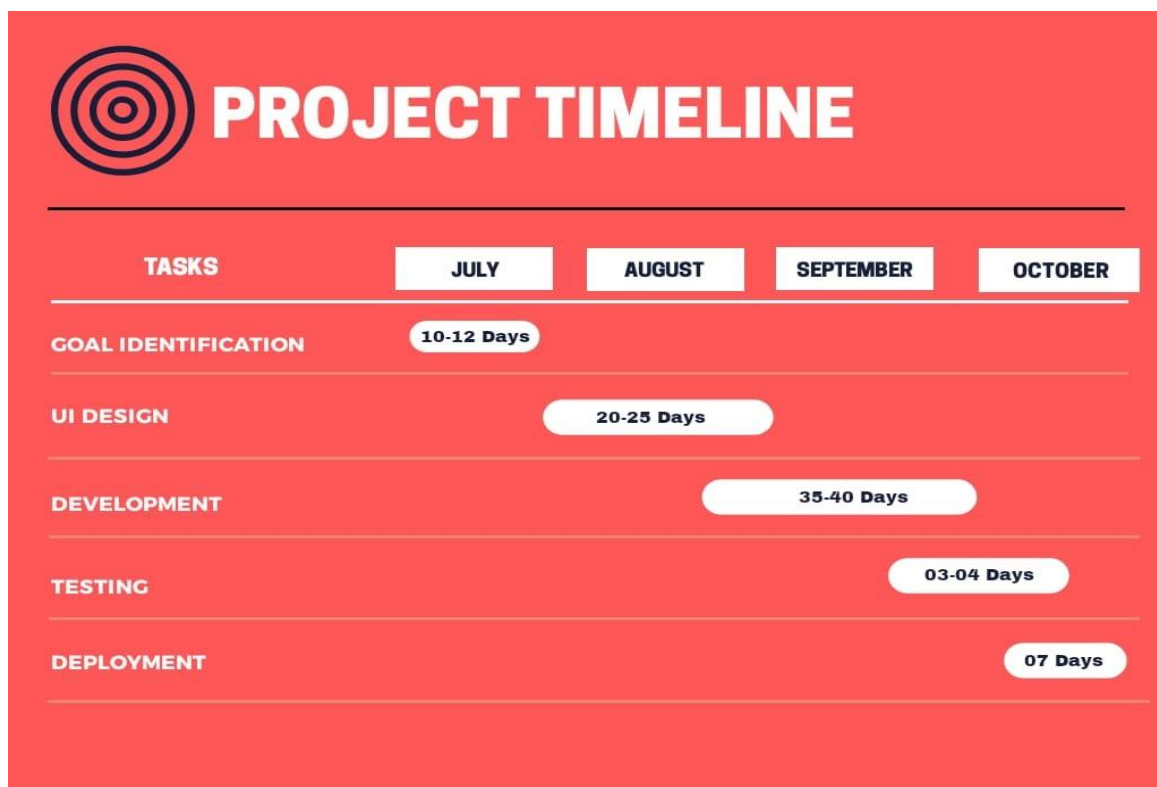 PROJECT TIMELINE
TASKS JULY AUGUST SEPTEMBER OCTOBER
GOAL IDENTIFICATION 10-12 Days
UI DESIGN 20-25 Days
DEVELOPMENT 35-40 Days
TESTING 03-04 Days
DEPLOYMENT 07 Days